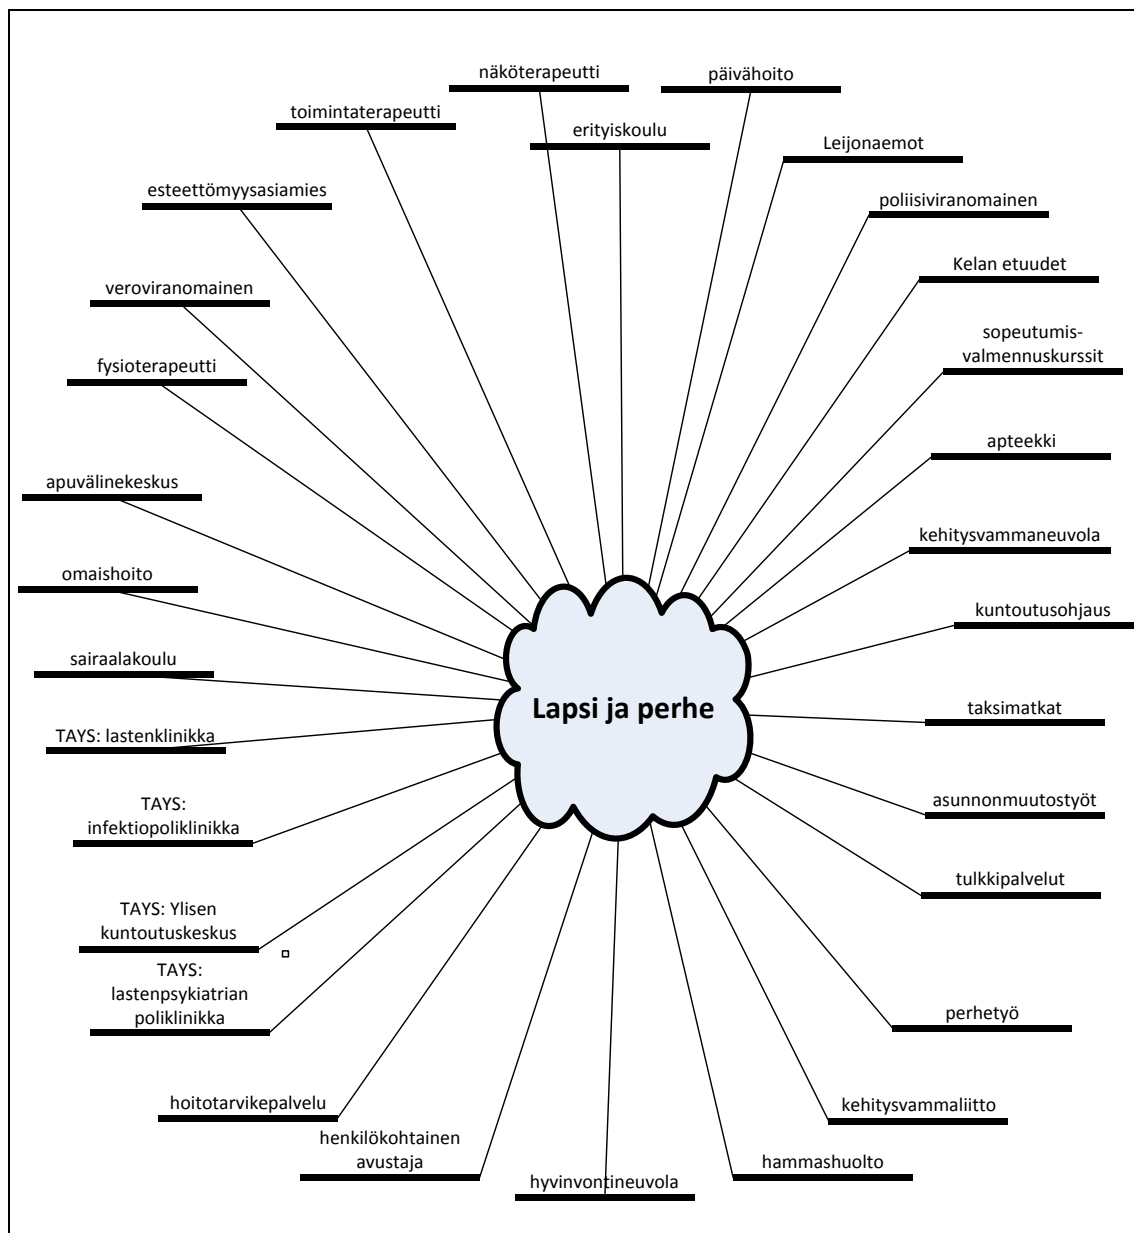 näköterapeutti
päivähoito
toimintaterapeutti
erityiskoulu
Leijonaemot
esteettömyysasiamies
poliisiviranomainen
Kelan etuudet
veroviranomainen
sopeutumis-
valmennuskurssit
fysioterapeutti
apteekki
apuvälinekeskus
kehitysvammaneuvola
omaishoito
kuntoutusohjaus
sairaalakoulu
Lapsi ja perhe
taksimatkat
TAYS: lastenklinikka
asunnonmuutostyöt
TAYS:
infektiopoliklinikka
tulkkipalvelut
TAYS: Ylisen
kuntoutuskeskus
TAYS:
lastenpsykiatrian
poliklinikka
perhetyö
hoitotarvikepalvelu
kehitysvammaliitto
henkilökohtainen
avustaja
hammashuolto
hyvinvontineuvola